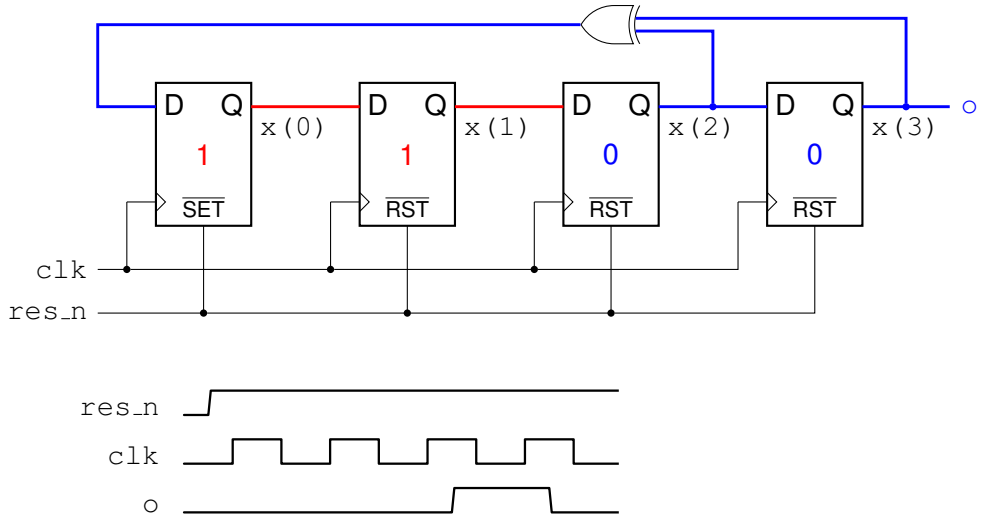 D Q D Q D Q D Q o
x(0) x(1) x(2) x(3)
1 1 0 0
SET RST RST RST
clk
res_n
res_n
clk
o